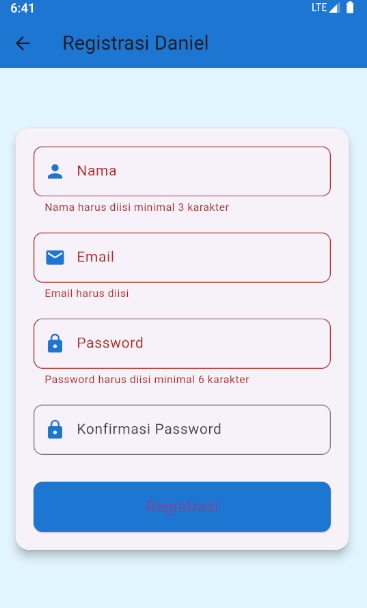 6:41
LTE
Registrasi Daniel
Nama
Nama harus diisi minimal 3 karakter
Email
Email harus diisi
Password
Password harus diisi minimal 6 karakter
Konfirmasi Password
Registrasi